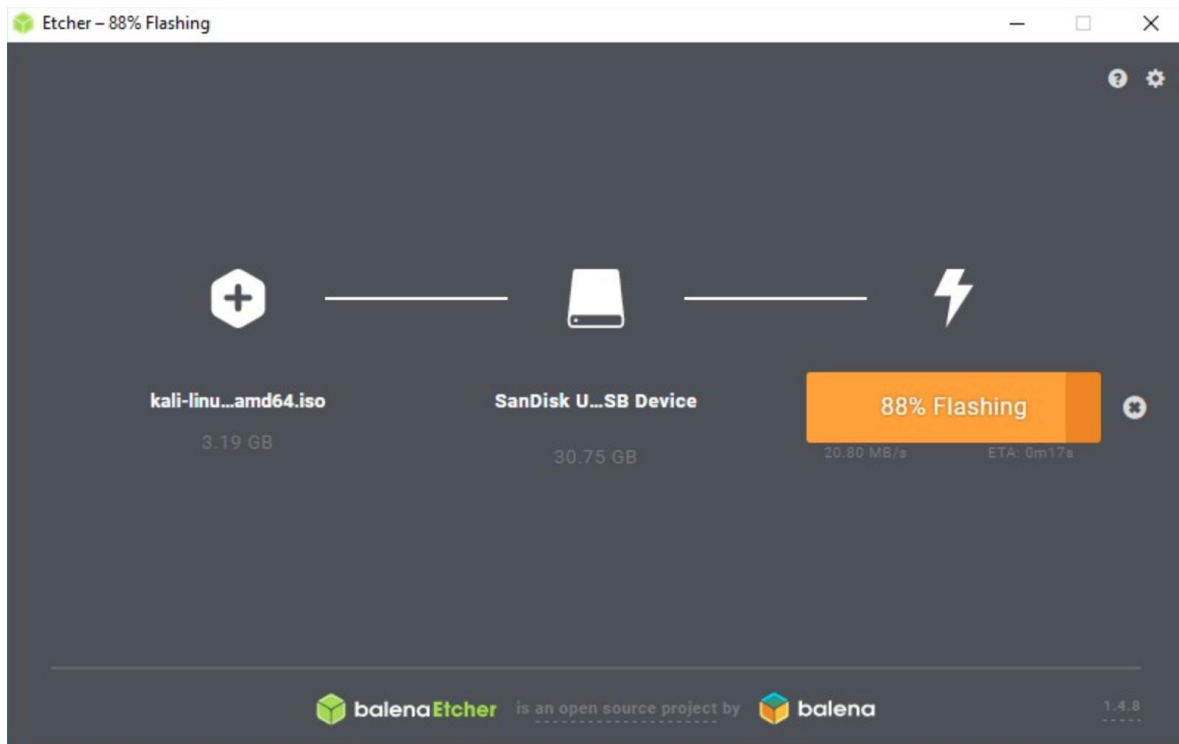 Etcher – 88% Flashing
kali-linu...amd64.iso
3.19 GB
SanDisk U...SB Device
30.75 GB
88% Flashing
20.80 MB/s ETA: 0m17s
balenaEtcher is an open source project by balena 1.4.8